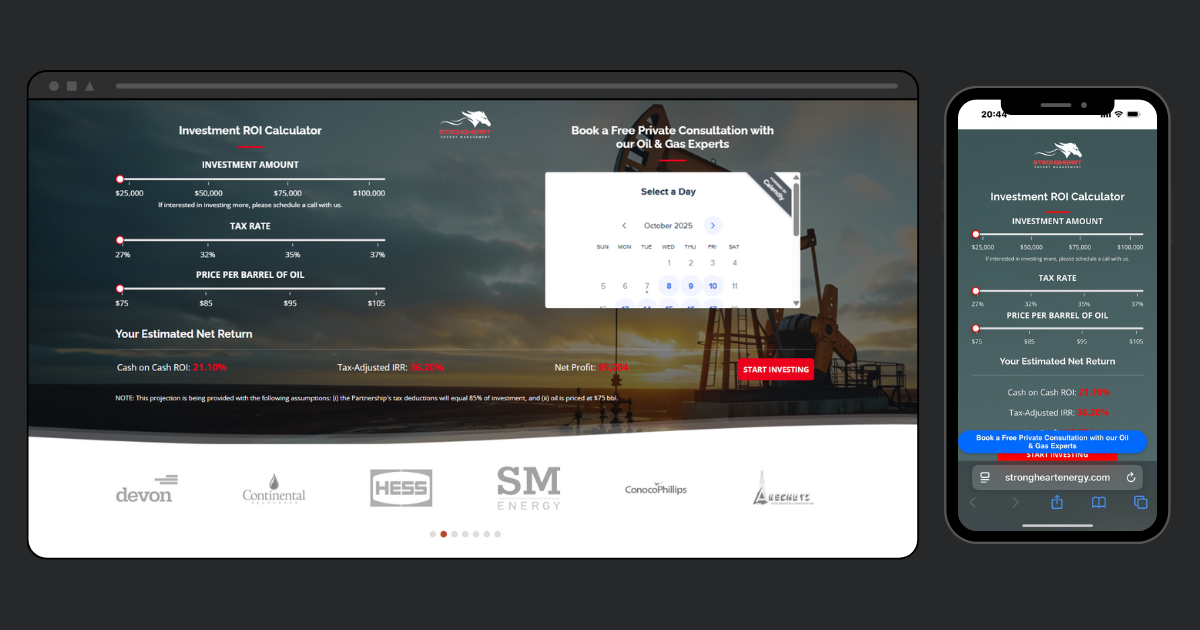 Investment ROI Calculator
INVESTMENT AMOUNT
$25,000 $50,000 $75,000 $100,000
If interested in investing more, please schedule a call with us.
TAX RATE
27% 32% 35% 37%
PRICE PER BARREL OF OIL
$75 $85 $95 $105
STRONGHEART
ENERGY MANAGEMENT
Book a Free Private Consultation with
our Oil & Gas Experts
POWERED BY
Calendly
Select a Day
October 2025
SUN MON TUE WED THU FRI SAT
1 2 3 4
5 6 7 8 9 10 11
Your Estimated Net Return
Cash on Cash ROI: 21.10% Tax-Adjusted IRR: 36.20% Net Profit:
START INVESTING
NOTE: This projection is being provided with the following assumptions: (i) the Partnership's tax deductions will equal 85% of investment, and (ii) oil is priced at $75 bbl.
devon
Continental
RESOURCES
HESS
SM
ENERGY
ConocoPhillips
20:44
STRONGHEART
ENERGY MANAGEMENT
Investment ROI Calculator
INVESTMENT AMOUNT
$25,000 $50,000 $75,000 $100,000
If interested in investing more, please schedule a call with us.
TAX RATE
27% 32% 35% 37%
PRICE PER BARREL OF OIL
$75 $85 $95 $105
Your Estimated Net Return
Cash on Cash ROI: 21.10%
Tax-Adjusted IRR: 36.20%
Book a Free Private Consultation with our Oil
& Gas Experts
START INVESTING
strongheartenergy.com